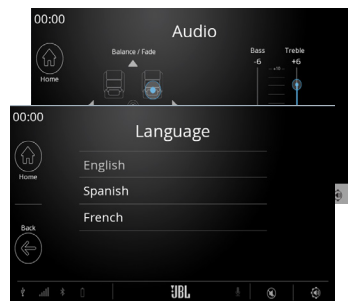 00:00
Audio
Balance / Fade
Bass
Treble
-6
+6
Home
00:00
Language
Home
English
Spanish
French
Back
JBL